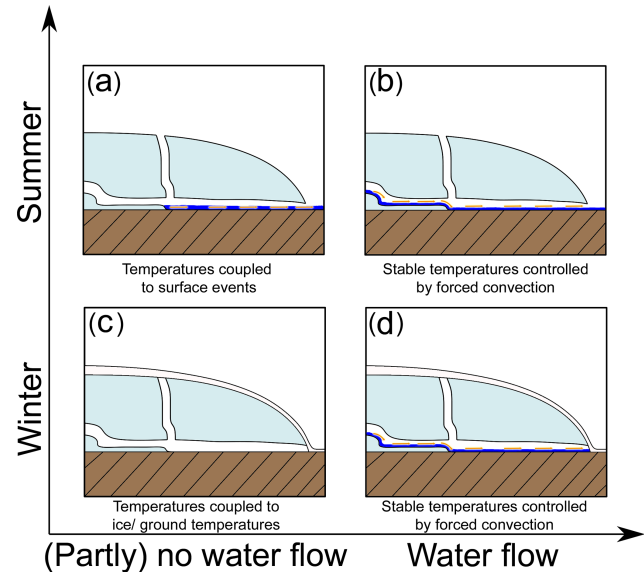 Summer
(a)
(b)
Temperatures coupled
to surface events
Stable temperatures controlled
by forced convection
Winter
(c)
(d)
Temperatures coupled to
ice/ ground temperatures
Stable temperatures controlled
by forced convection
(Partly) no water flow
Water flow